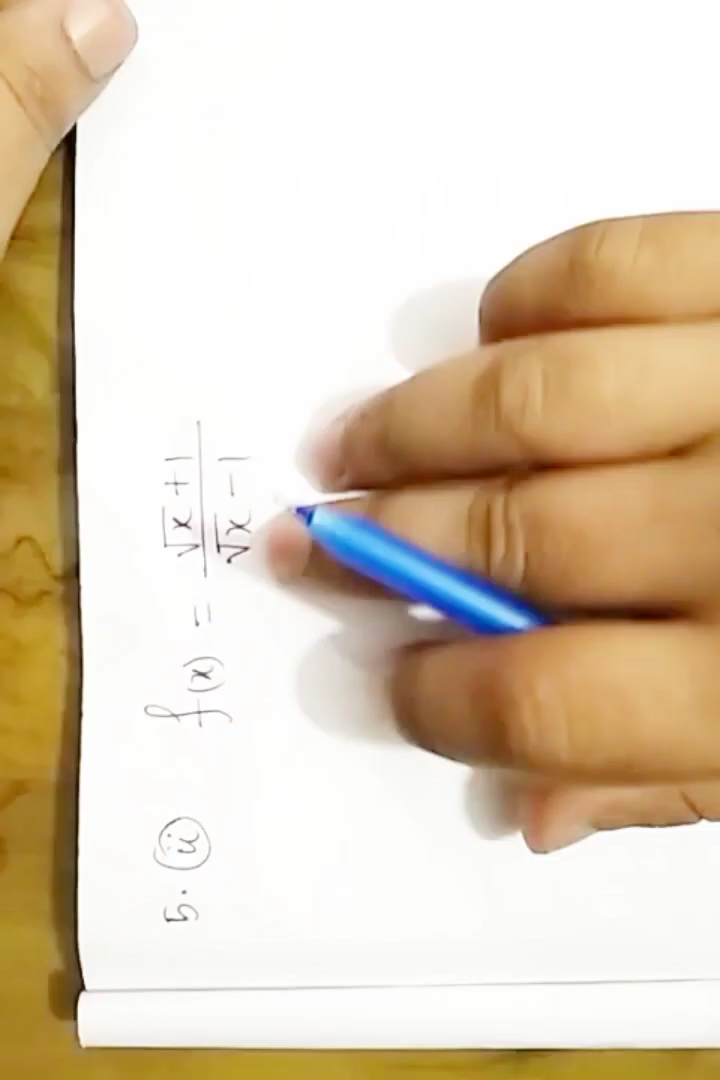 5. (ii) f(x) = (√x + 1)/(√x - 1)